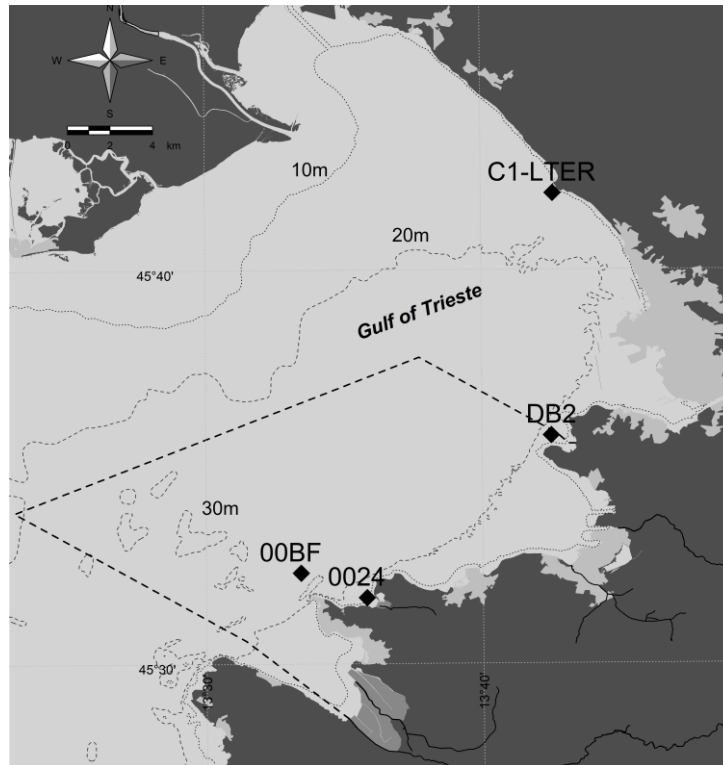 N
W E
S
0 2 4 km
10m
C1-LTER
20m
45°40'
Gulf of Trieste
DB2
30m
00BF
0024
45°30'
13°30'
13°40'